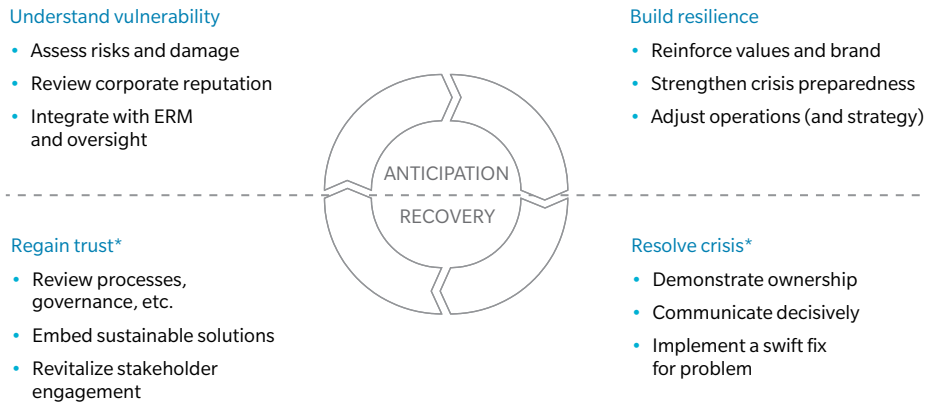 Understand vulnerability
• Assess risks and damage
• Review corporate reputation
• Integrate with ERM
and oversight
Build resilience
• Reinforce values and brand
• Strengthen crisis preparedness
• Adjust operations (and strategy)
ANTICIPATION
RECOVERY
Regain trust*
• Review processes,
governance, etc.
• Embed sustainable solutions
• Revitalize stakeholder
engagement
Resolve crisis*
• Demonstrate ownership
• Communicate decisively
• Implement a swift fix
for problem